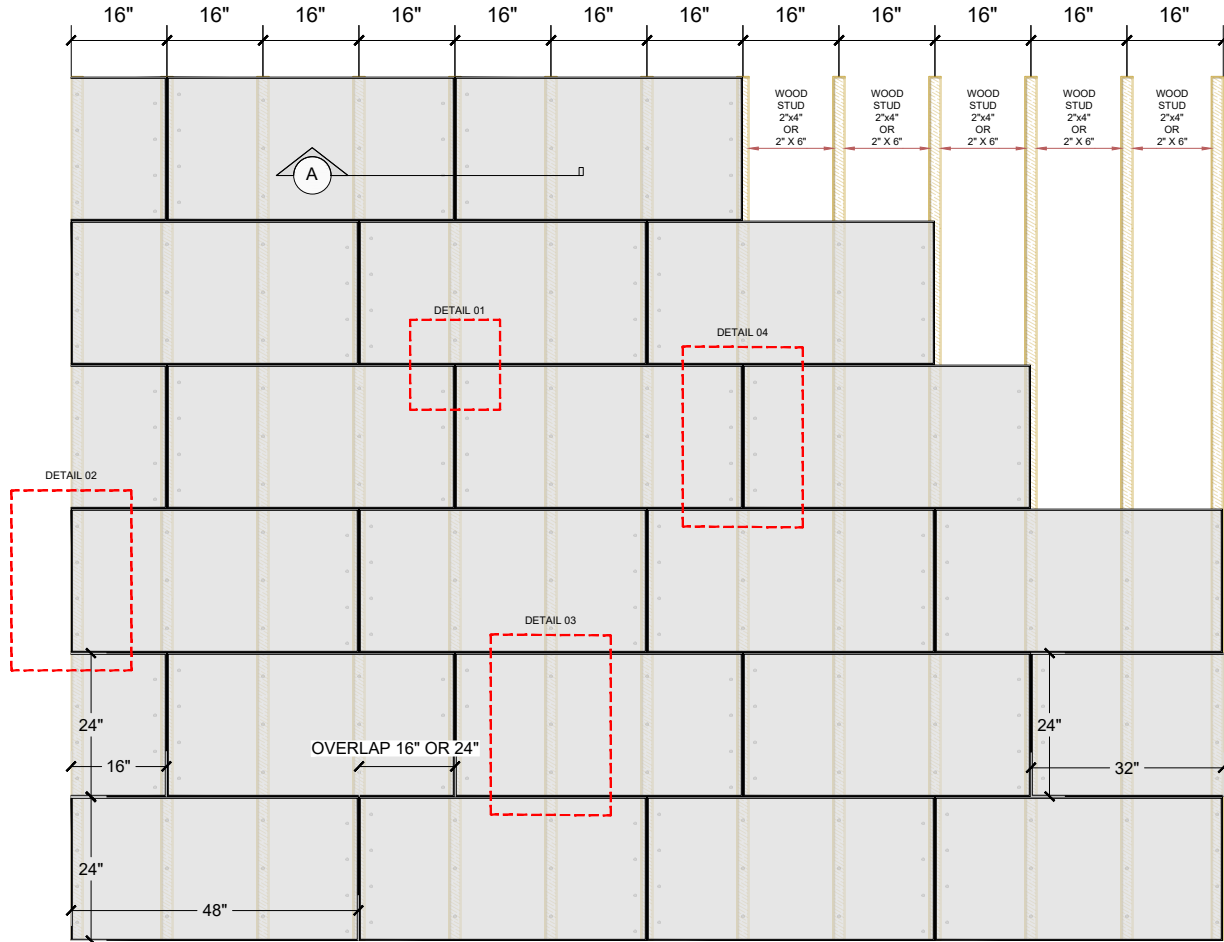 16" 16" 16" 16" 16" 16" 16" 16" 16" 16" 16" 16"
WOOD
STUD
2"x4"
OR
2" X 6"
WOOD
STUD
2"x4"
OR
2" X 6"
WOOD
STUD
2"x4"
OR
2" X 6"
WOOD
STUD
2"x4"
OR
2" X 6"
WOOD
STUD
2"x4"
OR
2" X 6"
A
DETAIL 01
DETAIL 04
DETAIL 02
DETAIL 03
24"
16"
OVERLAP 16" OR 24"
24"
32"
24"
48"